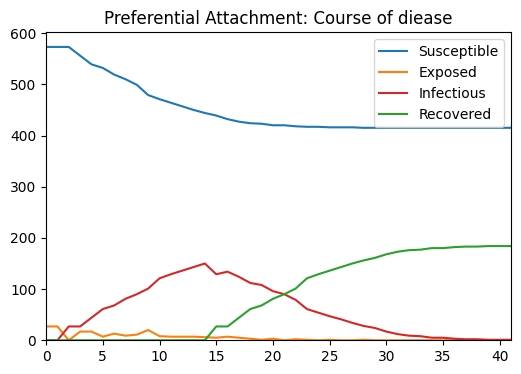 Preferential Attachment: Course of diease
600
500
400
300
200
100
0
Susceptible
Exposed
Infectious
Recovered
0 5 10 15 20 25 30 35 40